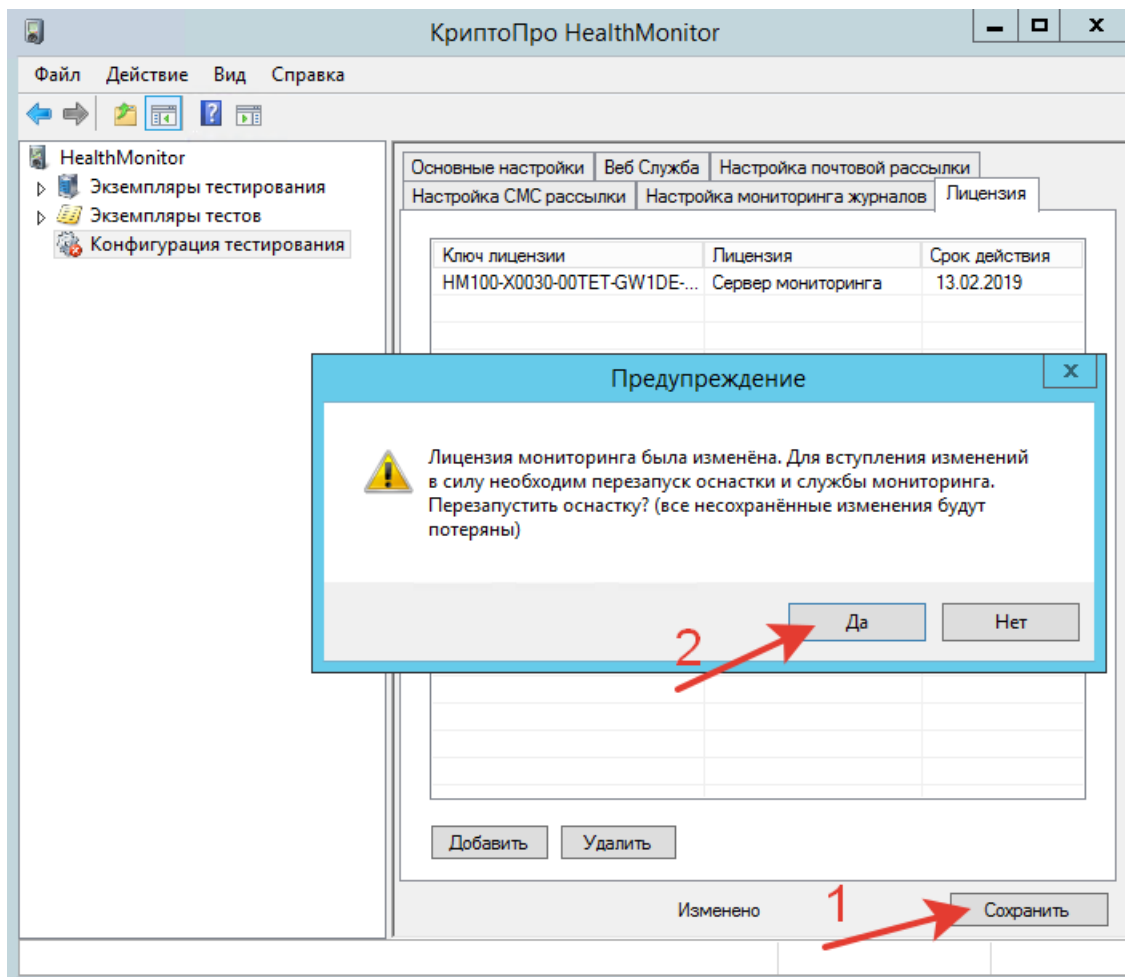 КриптоПро HealthMonitor
Файл Действие Вид Справка
HealthMonitor
Экземпляры тестирования
Экземпляры тестов
Конфигурация тестирования
Основные настройки Веб Служба Настройка почтовой рассылки
Настройка СМС рассылки Настройка мониторинга журналов Лицензия
Ключ лицензии Лицензия Срок действия
HM100-X0030-00TET-GW1DE-... Сервер мониторинга 13.02.2019
Предупреждение
Лицензия мониторинга была изменёна. Для вступления изменений
в силу необходим перезапуск оснастки и службы мониторинга.
Перезапустить оснастку? (все несохранённые изменения будут
потеряны)
Да Нет
2
Добавить Удалить
Изменено 1 Сохранить